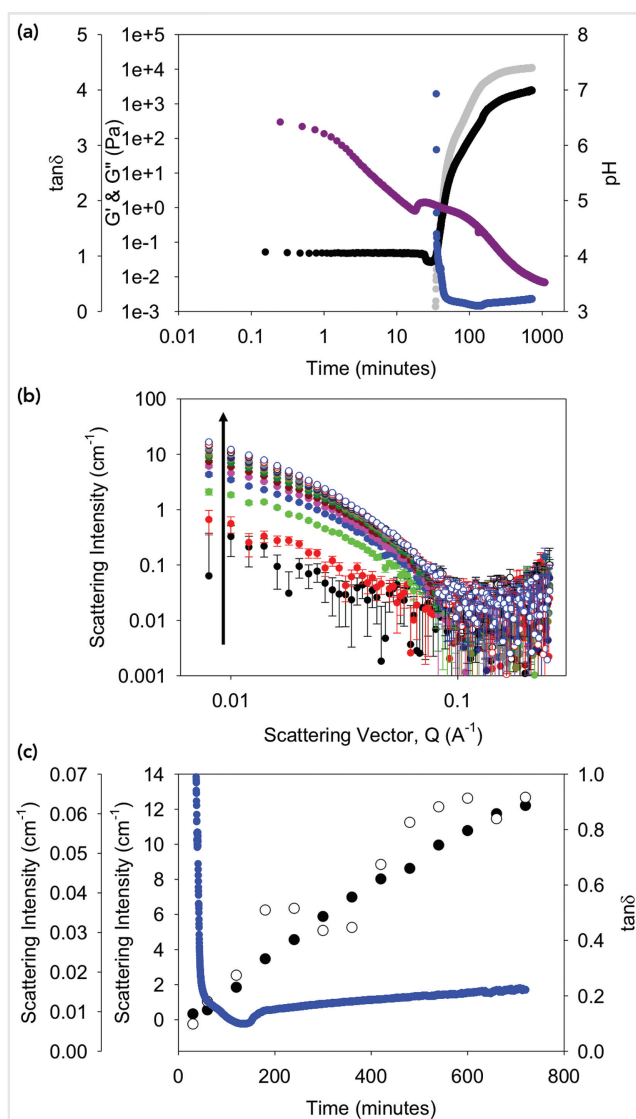 (a)
tanδ
0
1
2
3
4
G' & G" (Pa)
1e+5
1e+4
1e+3
1e+2
1e+1
1e+0
1e-1
1e-2
1e-3
pH
8
7
6
5
4
3
0.01 0.1 1 10 100 1000
Time (minutes)
(b)
Scattering Intensity (cm-1)
100
10
1
0.1
0.01
0.001
0.01 0.1
Scattering Vector, Q (A-1)
(c)
Scattering Intensity (cm-1)
0.07
0.06
0.05
0.04
0.03
0.02
0.01
0.00
Scattering Intensity (cm-1)
14
12
10
8
6
4
2
0
tanδ
1.0
0.8
0.6
0.4
0.2
0.0
0 200 400 600 800
Time (minutes)